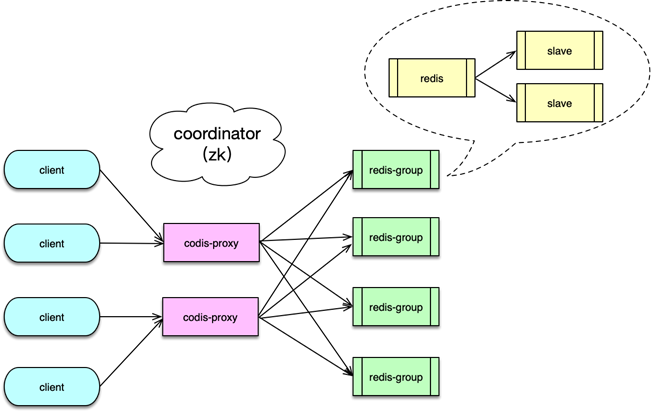 redis
slave
slave
coordinator
(zk)
client
client
client
client
codis-proxy
codis-proxy
redis-group
redis-group
redis-group
redis-group